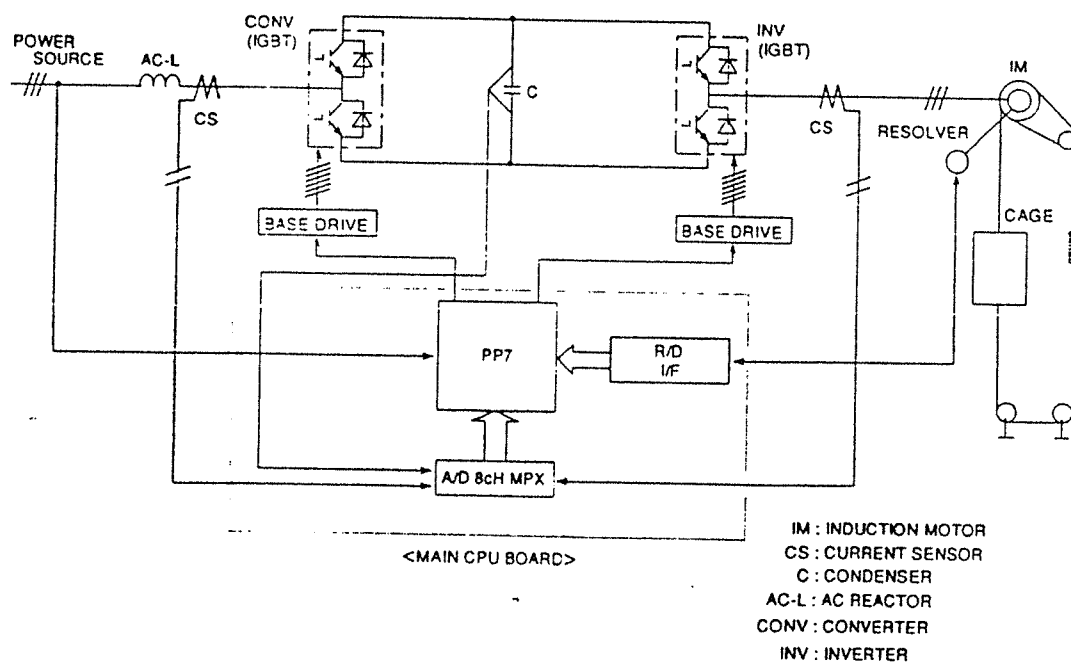 POWER
SOURCE
AC-L
CS
CONV
(IGBT)
C
INV
(IGBT)
CS
IM
RESOLVER
CAGE
BASE DRIVE
BASE DRIVE
PP7
R/D
I/F
A/D 8cH MPX
<MAIN CPU BOARD>
IM : INDUCTION MOTOR
CS : CURRENT SENSOR
C : CONDENSER
AC-L : AC REACTOR
CONV : CONVERTER
INV : INVERTER